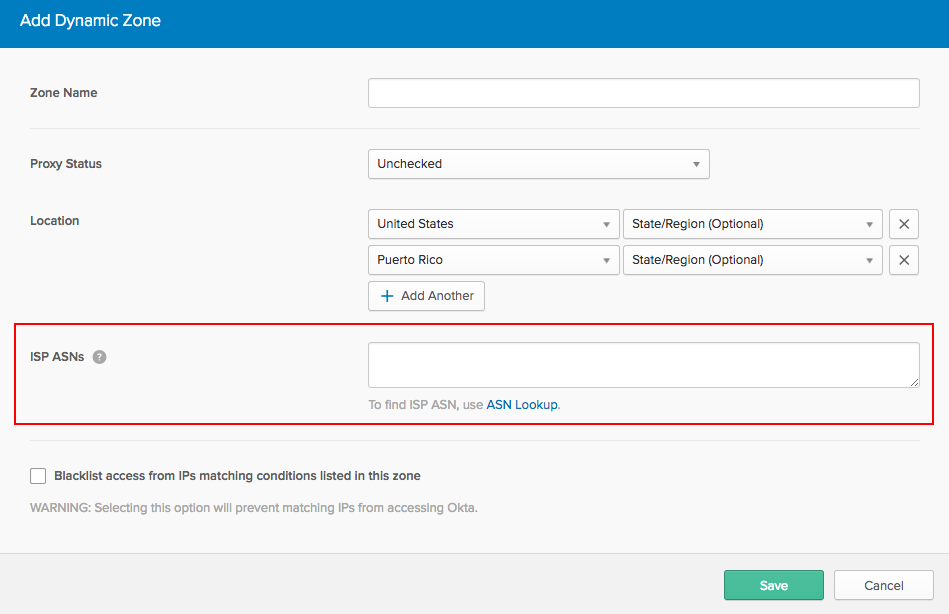 Add Dynamic Zone
Zone Name
Proxy Status
Unchecked
Location
United States
State/Region (Optional)
Puerto Rico
State/Region (Optional)
Add Another
ISP ASNs ?
To find ISP ASN, use ASN Lookup.
Blacklist access from IPs matching conditions listed in this zone
WARNING: Selecting this option will prevent matching IPs from accessing Okta.
Save
Cancel